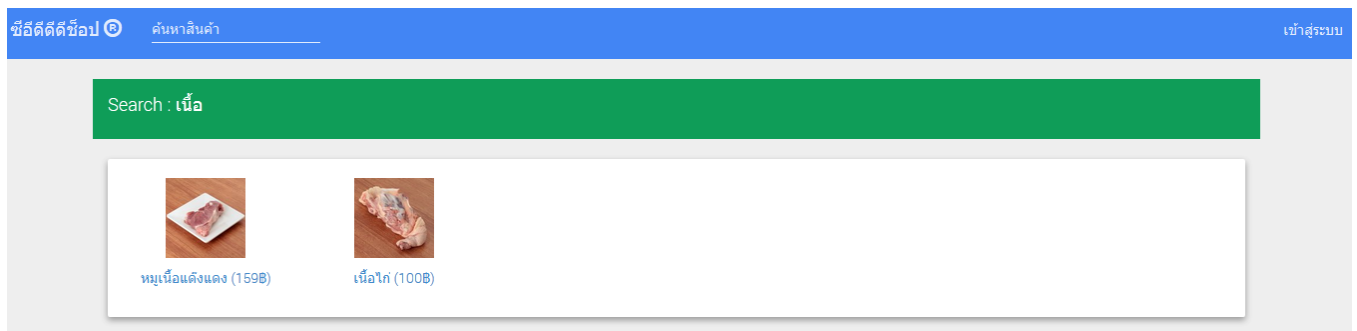 ซีอีดีดีดีช็อป ® ค้นหาสินค้า เข้าสู่ระบบ
Search : เนื้อ
หมูเนื้อแด๊งแดง (159฿) เนื้อไก่ (100฿)